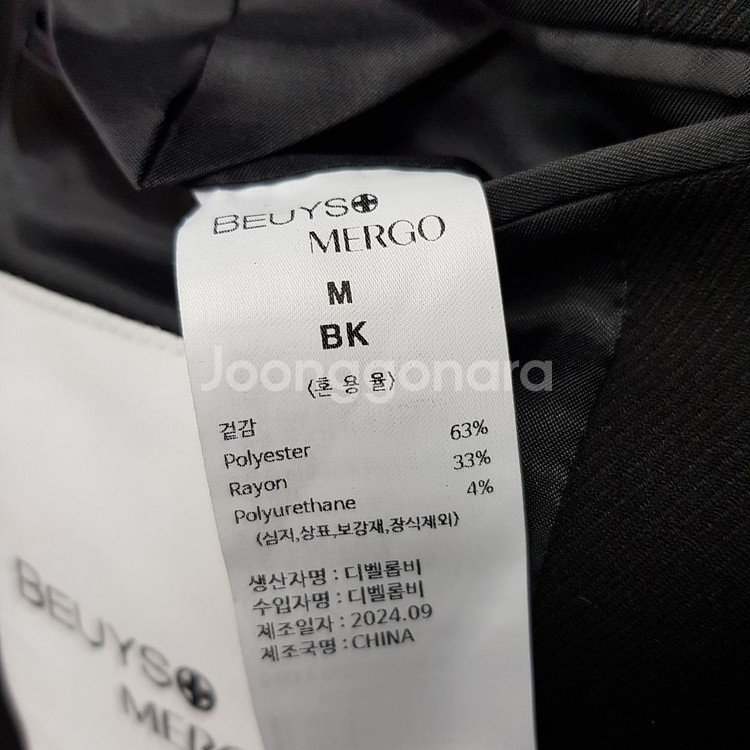 BEUYS
MERGO
M
BK
Joonggonara
〈혼 용 율〉
겉감
Polyester 63%
Rayon 33%
Polyurethane 4%
(심지,상표,보강재,장식제외)
생산자명 : 디벨롭비
수입자명 : 디벨롭비
제조일자 : 2024.09
제조국명 : CHINA
BEUYS
MERGO